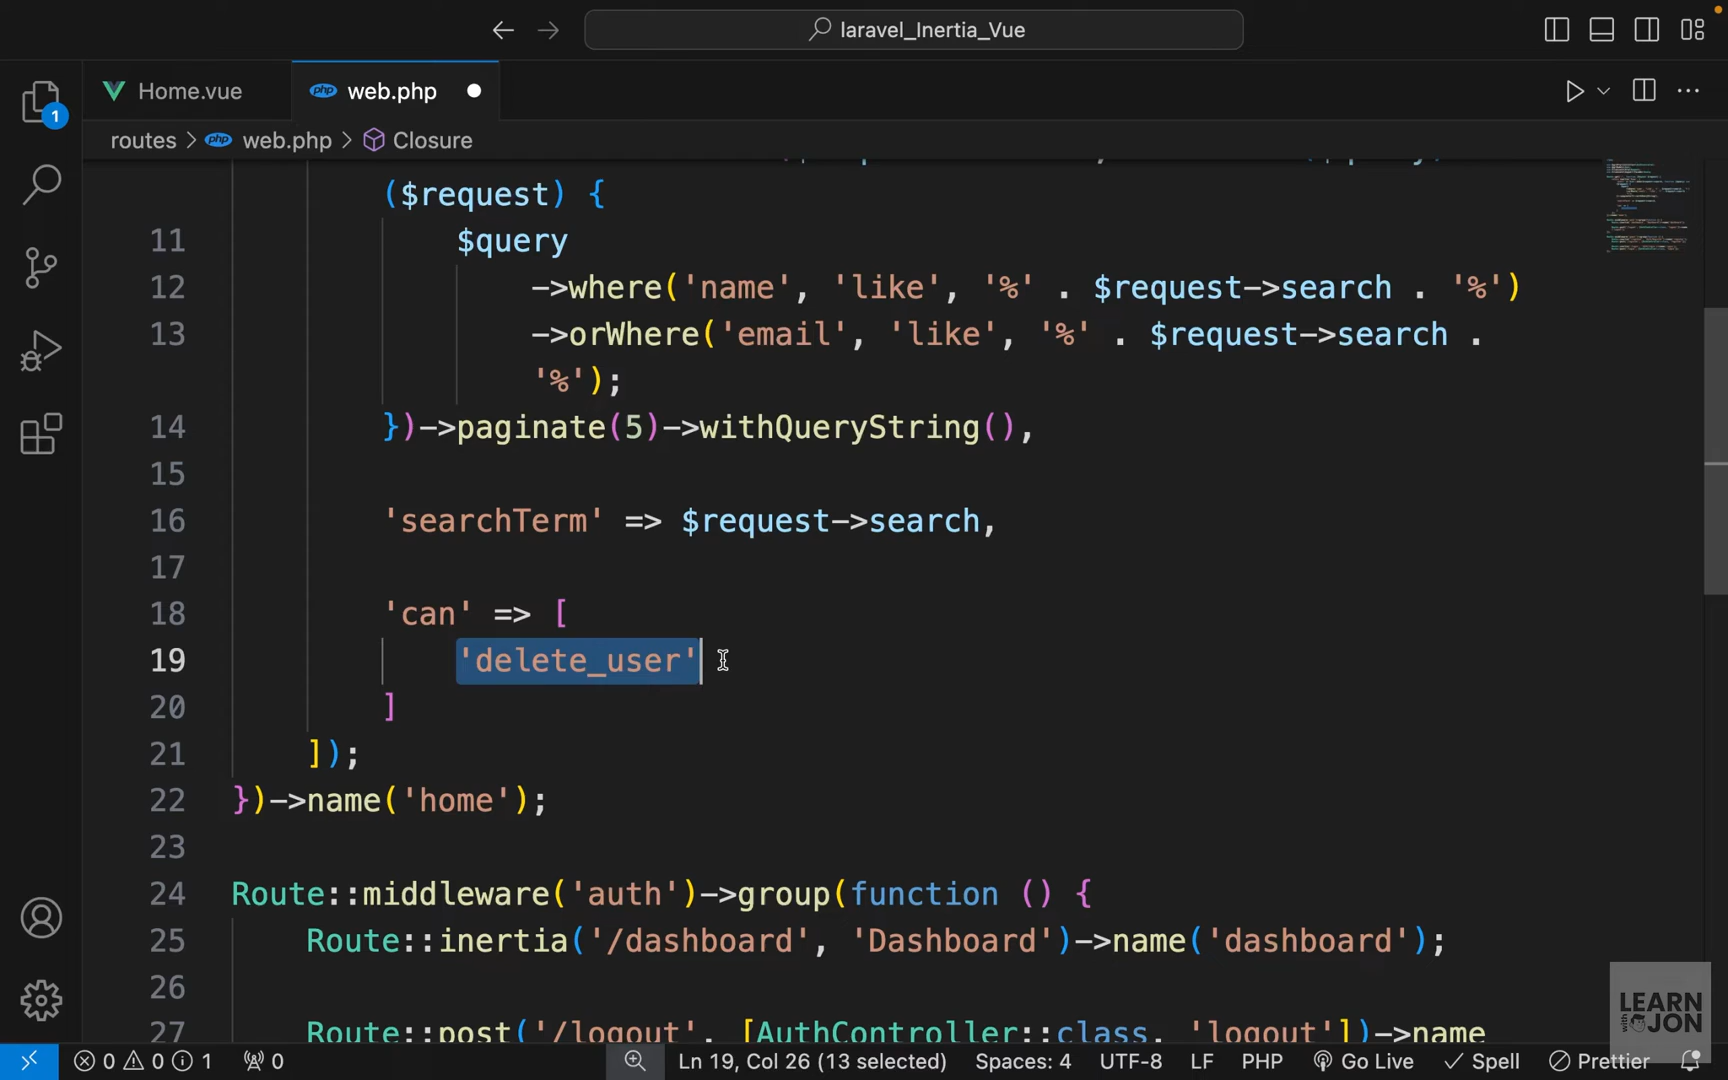 laravel_Inertia_Vue
Home.vue
web.php
1
routes > web.php > Closure
($request) {
11 $query
12 ->where('name', 'like', '%' . $request->search . '%')
13 ->orWhere('email', 'like', '%' . $request->search .
'%');
14 })->paginate(5)->withQueryString(),
15
16 'searchTerm' => $request->search,
17
18 'can' => [
19 'delete_user'
20 ]
21 ]);
22 })->name('home');
23
24 Route::middleware('auth')->group(function () {
25 Route::inertia('/dashboard', 'Dashboard')->name('dashboard');
26
27 Route::post('/logout', [AuthController::class, 'logout'])->name
LEARN
with
JON
0 0 1 0 Ln 19, Col 26 (13 selected) Spaces: 4 UTF-8 LF PHP Go Live Spell Prettier